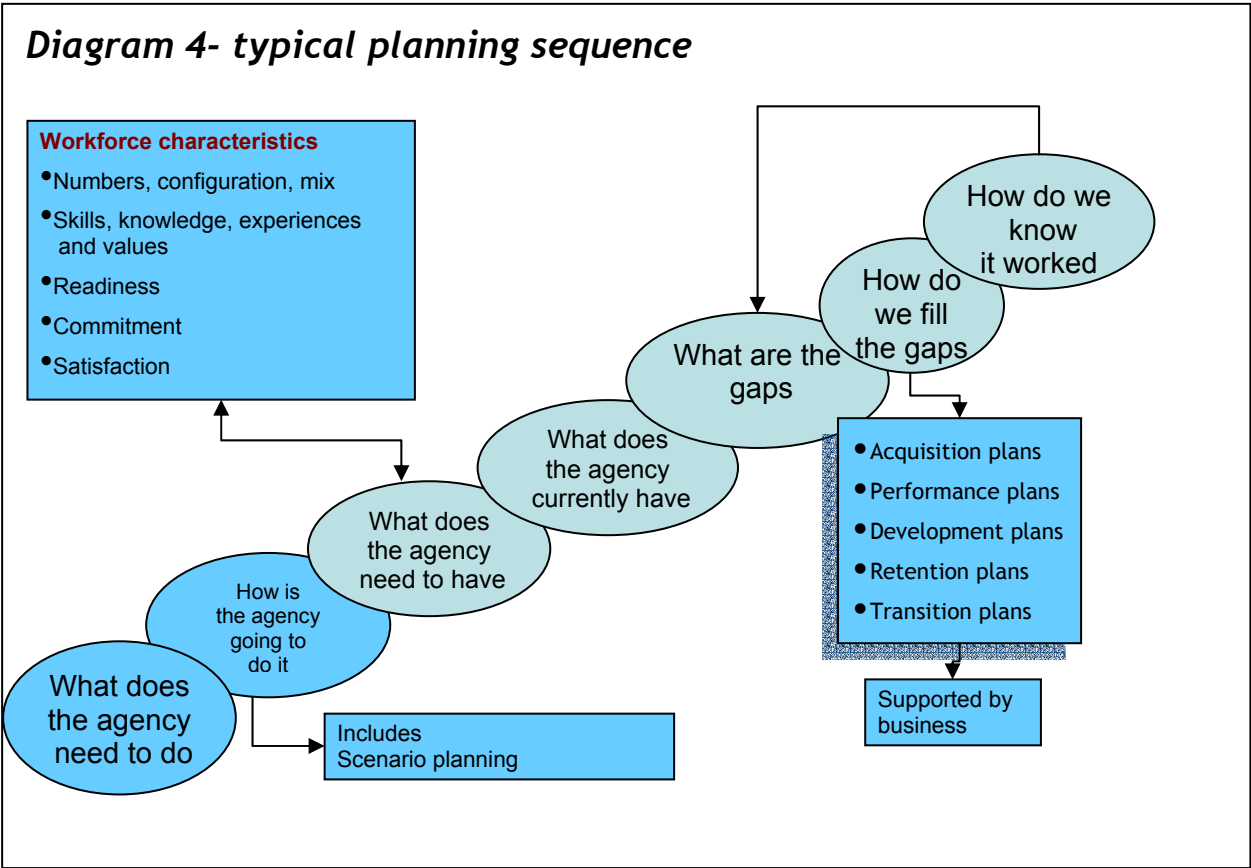 Diagram 4- typical planning sequence
Workforce characteristics
•Numbers, configuration, mix
•Skills, knowledge, experiences
and values
•Readiness
•Commitment
•Satisfaction
How do we
know
it worked
How do
we fill
the gaps
What are the
gaps
What does
the agency
currently have
What does
the agency
need to have
How is
the agency
going to
do it
What does
the agency
need to do
•Acquisition plans
•Performance plans
•Development plans
•Retention plans
•Transition plans
Supported by
business
Includes
Scenario planning